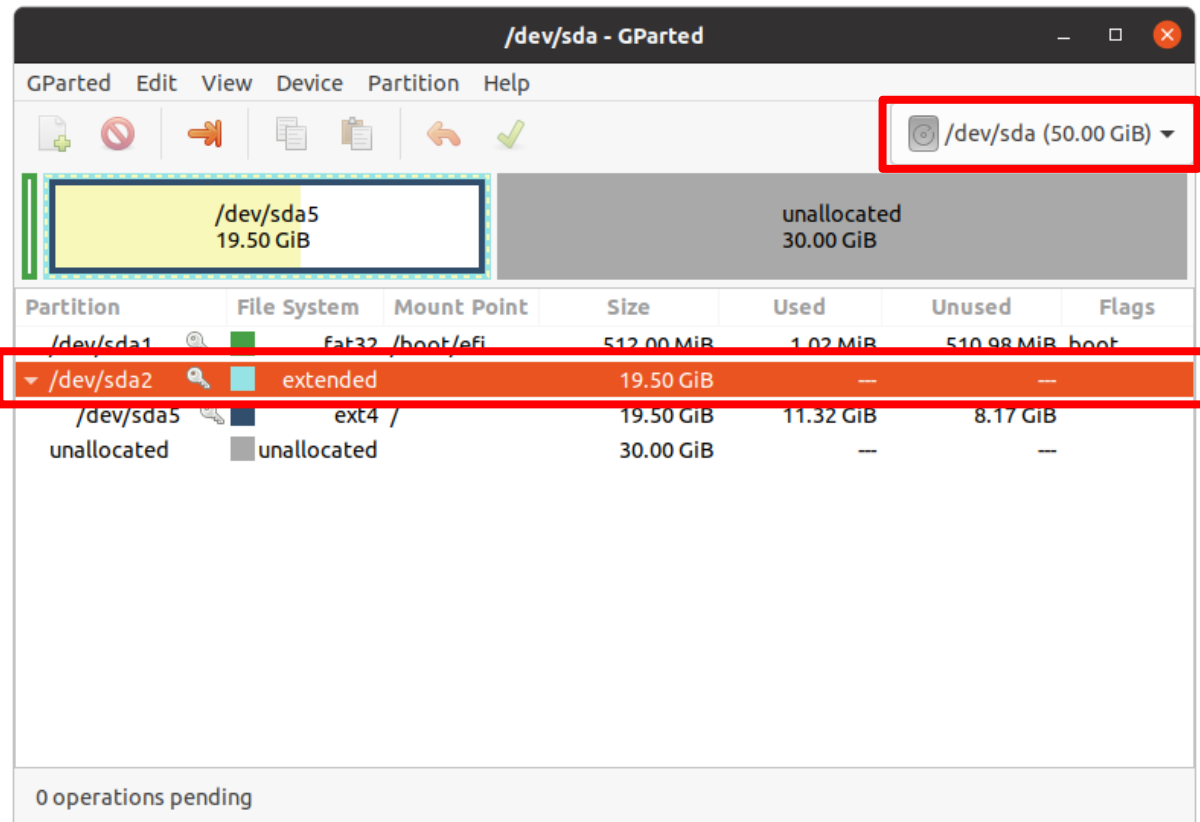 /dev/sda - GParted
GParted Edit View Device Partition Help
/dev/sda (50.00 GiB)
/dev/sda5
19.50 GiB
unallocated
30.00 GiB
Partition File System Mount Point Size Used Unused Flags
/dev/sda1 fat32 /boot/efi 512.00 MiB 1.02 MiB 510.98 MiB boot
/dev/sda2 extended 19.50 GiB --- ---
/dev/sda5 ext4 / 19.50 GiB 11.32 GiB 8.17 GiB
unallocated unallocated 30.00 GiB --- ---
0 operations pending